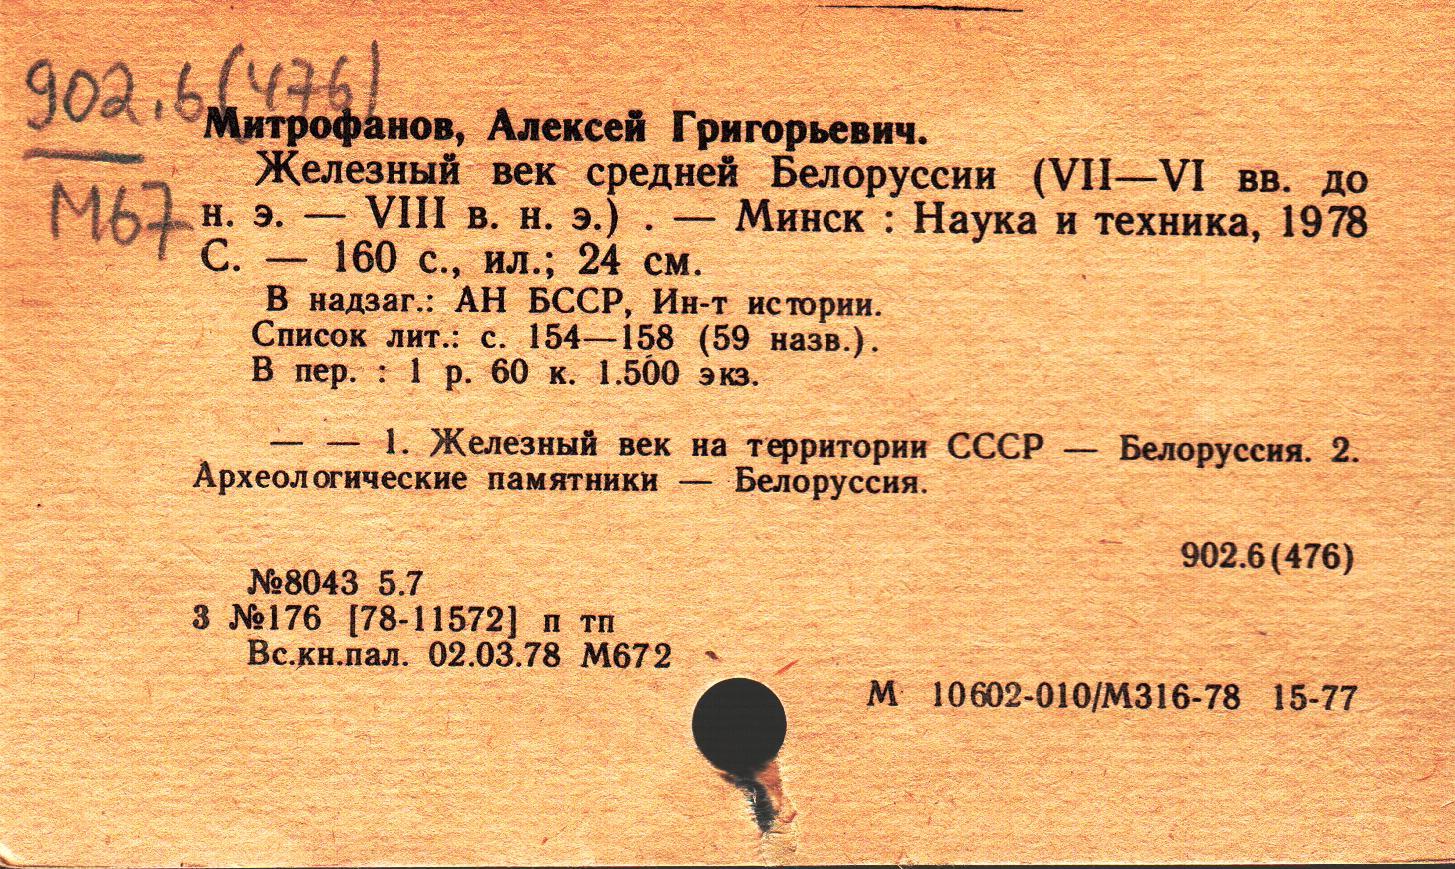 902.6(476)
М67
Митрофанов, Алексей Григорьевич.
Железный век средней Белоруссии (VII—VI вв. до
н. э. — VIII в. н. э.) . — Минск : Наука и техника, 1978
С. — 160 с., ил.; 24 см.
В надзаг.: АН БССР, Ин-т истории.
Список лит.: с. 154—158 (59 назв.).
В пер. : 1 р. 60 к. 1.500 экз.
— — 1. Железный век на территории СССР — Белоруссия. 2.
Археологические памятники — Белоруссия.
902.6(476)
№8043 5.7
3 №176 [78-11572] п тп
Вс.кн.пал. 02.03.78 М672
М 10602-010/М316-78 15-77